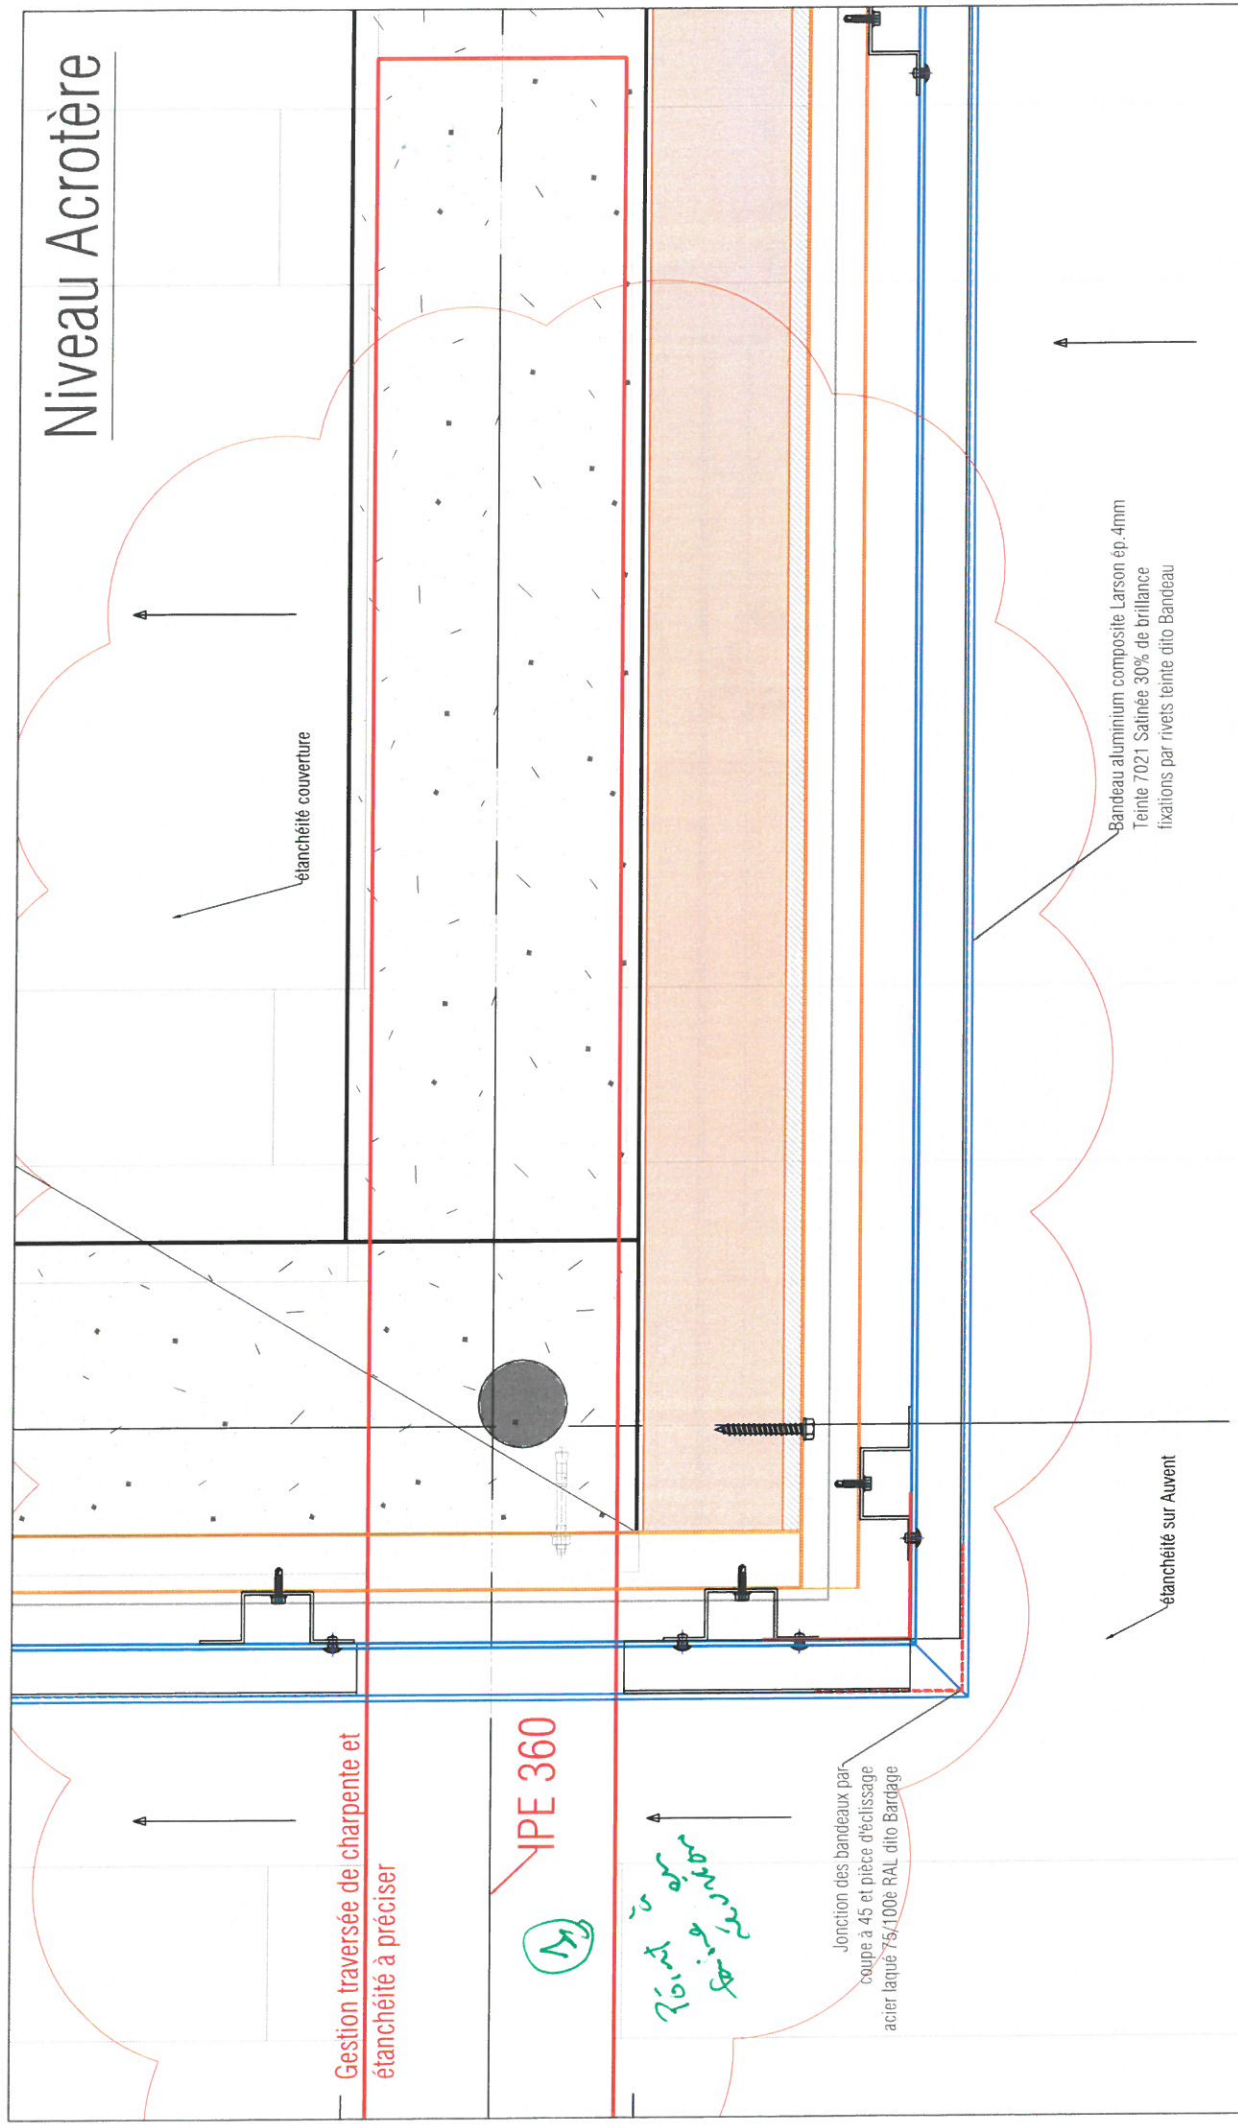 Niveau Acrotère
étanchéité couverture
Bandeau aluminium composite Larson ép.4mm
Teinte 7021 Satinée 30% de brillance
fixations par rivets teinte dito Bandeau
Gestion traversée de charpente et
étanchéité à préciser
IPE 360
Point à
Jonction des bandeaux par
coupe à 45 et pièce d'éclissage
acier laqué 75/100è RAL dito Bardage
étanchéité sur Auvent